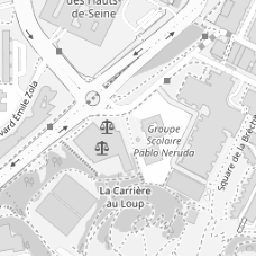 des Hauts-
de-Seine
vard Émile Zola
Groupe
Scolaire
Pablo Neruda
Square de la Brèche
La Carrière
au Loup